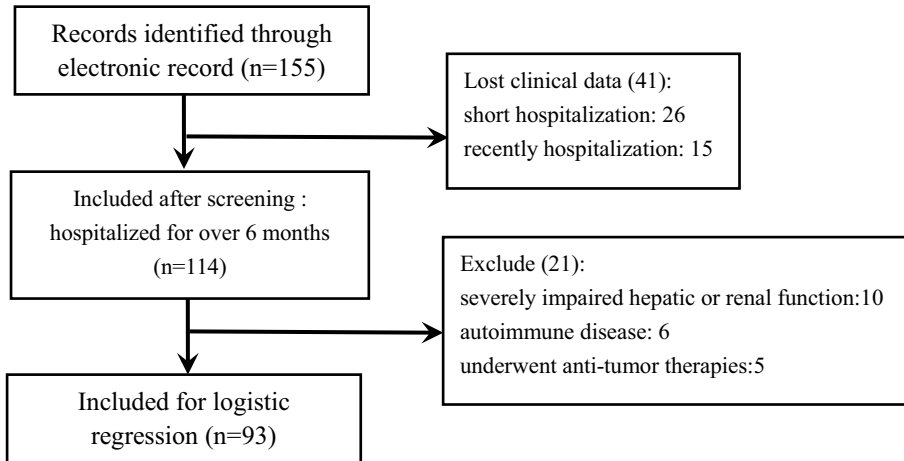 Records identified through
electronic record (n=155)
Lost clinical data (41):
short hospitalization: 26
recently hospitalization: 15
Included after screening :
hospitalized for over 6 months
(n=114)
Exclude (21):
severely impaired hepatic or renal function:10
autoimmune disease: 6
underwent anti-tumor therapies:5
Included for logistic
regression (n=93)